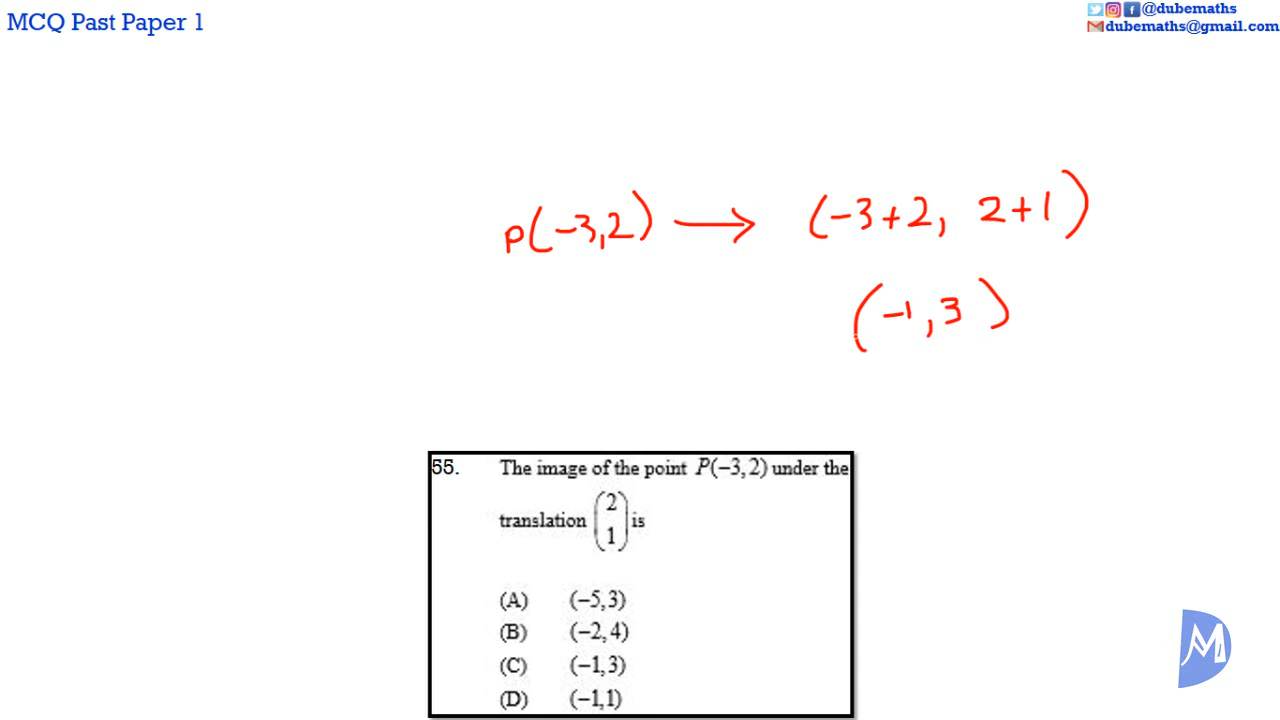 MCQ Past Paper 1
@dubemaths
dubemaths@gmail.com
P(-3,2) → (-3+2, 2+1)
(-1,3)
55. The image of the point P(−3,2) under the
translation (2 1) is
(A) (−5,3)
(B) (−2,4)
(C) (−1,3)
(D) (−1,1)
M